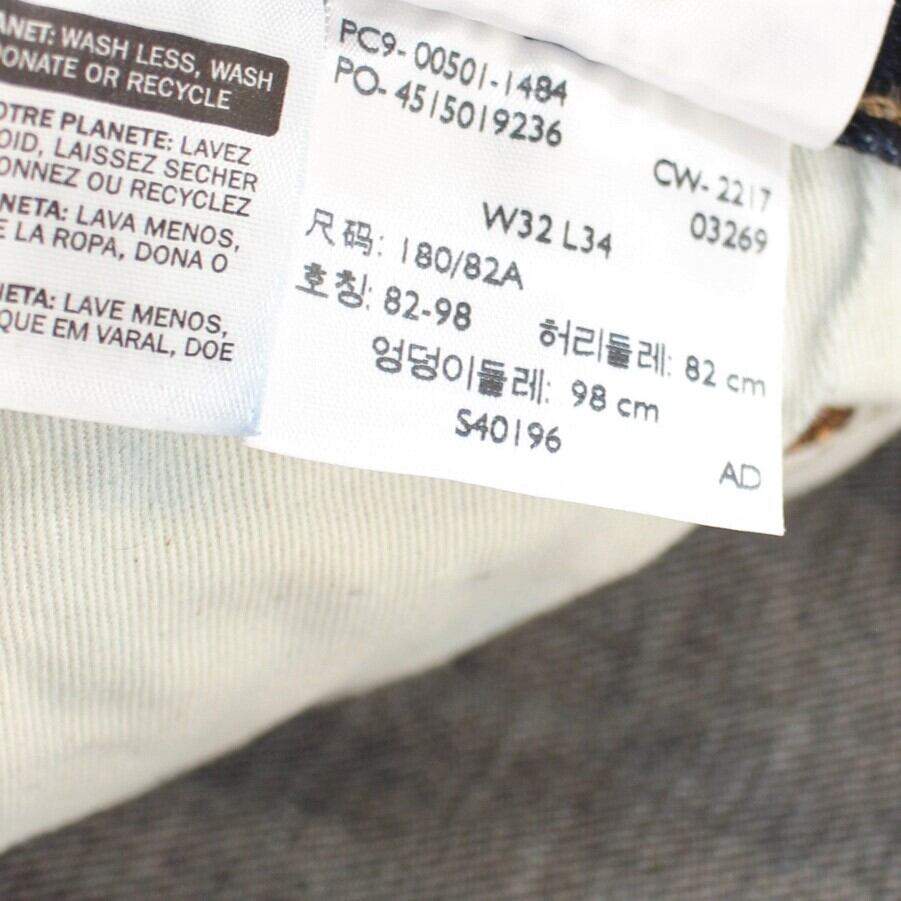 ANET: WASH LESS, WASH
ONATE OR RECYCLE
OTRE PLANETE: LAVEZ
OID, LAISSEZ SECHER
ONNEZ OU RECYCLEZ
NETA: LAVA MENOS,
E LA ROPA, DONA O
IETA: LAVE MENOS,
QUE EM VARAL, DOE
PC9-00501-1484
PO-4515019236
CW-2217
W32 L34
03269
尺码: 180/82A
호칭: 82-98
허리둘레: 82 cm
엉덩이둘레: 98 cm
S40196
AD